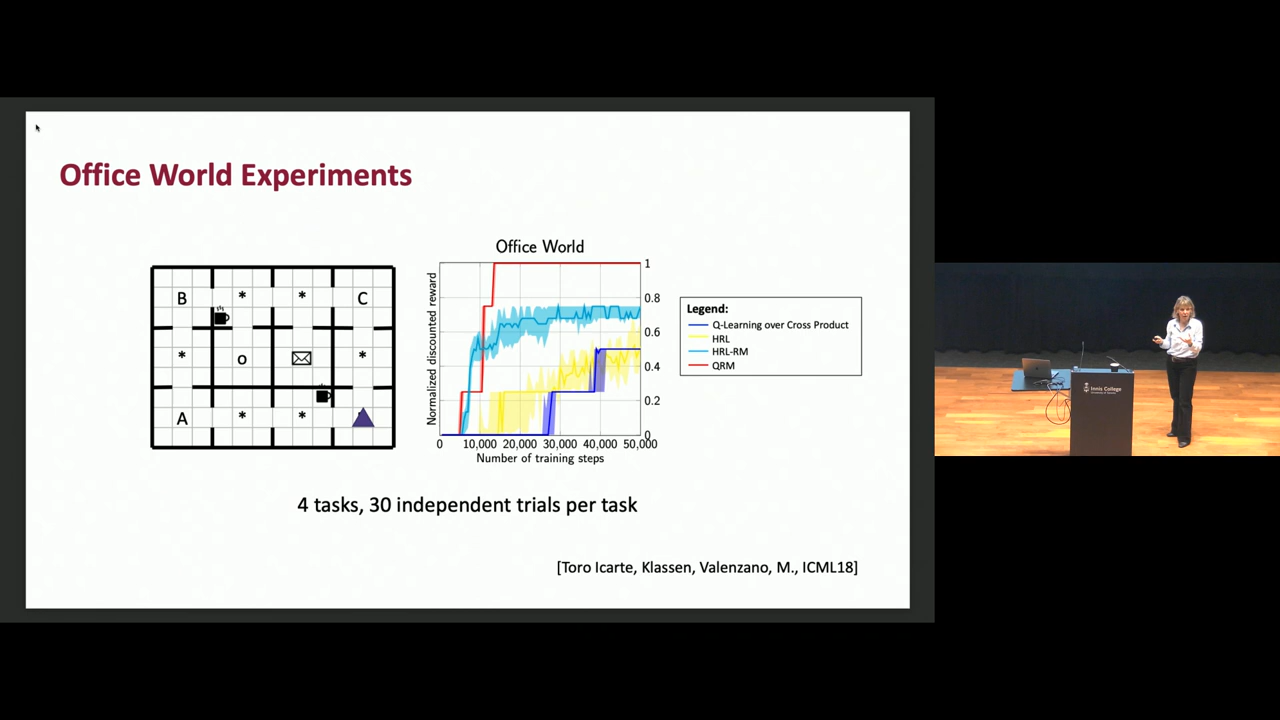 Office World Experiments
B
*
*
C
*
o
*
A
*
*
Office World
Normalized discounted reward
1
0.8
0.6
0.4
0.2
0
0
10,000
20,000
30,000
40,000
50,000
Number of training steps
Legend:
Q-Learning over Cross Product
HRL
HRL-RM
QRM
4 tasks, 30 independent trials per task
[Toro Icarte, Klassen, Valenzano, M., ICML18]
Innis College